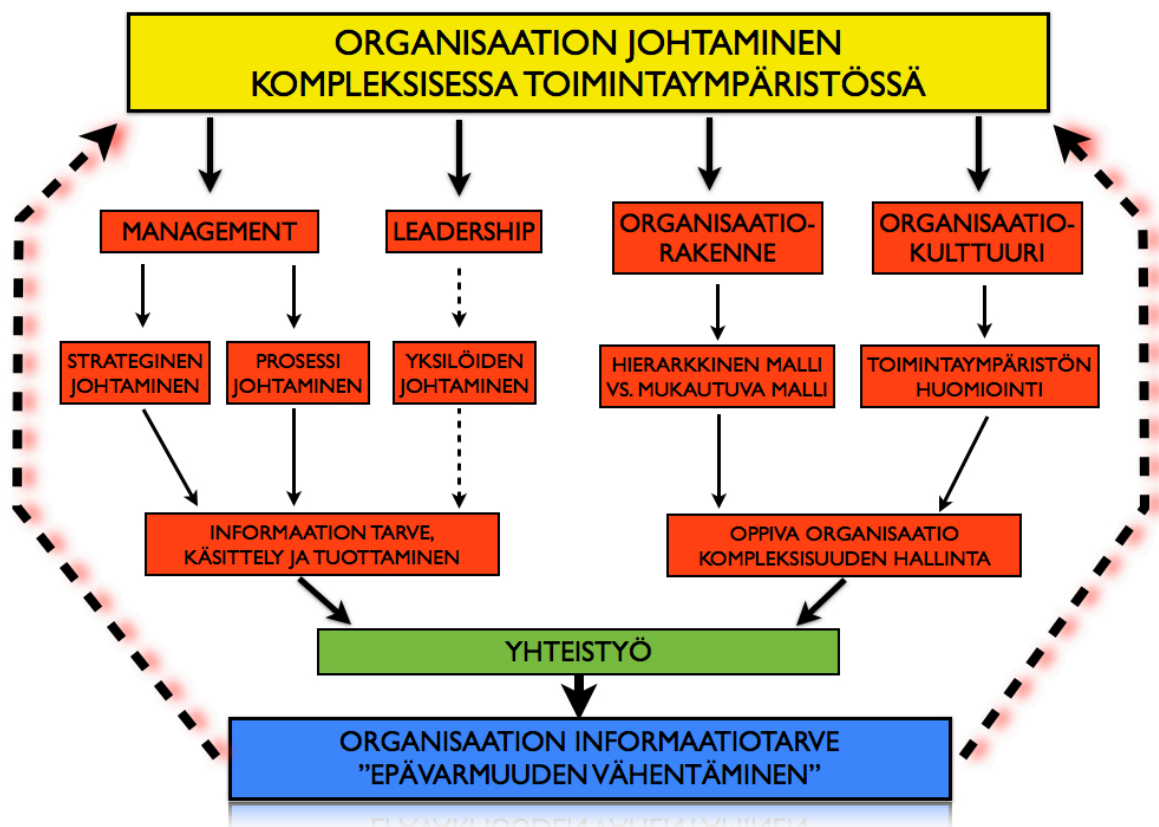 ORGANISAATION JOHTAMINEN
KOMPLEKSISESSA TOIMINTAYMPÄRISTÖSSÄ
MANAGEMENT
LEADERSHIP
ORGANISAATIO-
RAKENNE
ORGANISAATIO-
KULTTUURI
STRATEGINEN
JOHTAMINEN
PROSESSI
JOHTAMINEN
YKSILÖIDEN
JOHTAMINEN
HIERARKKINEN MALLI
VS. MUKAUTUVA MALLI
TOIMINTAYMPÄRISTÖN
HUOMIOINTI
INFORMAATION TARVE,
KÄSITTELY JA TUOTTAMINEN
OPPIVA ORGANISAATIO
KOMPLEKSISUUDEN HALLINTA
YHTEISTYÖ
ORGANISAATION INFORMAATIOTARVE
”EPÄVARMUUDEN VÄHENTÄMINEN”